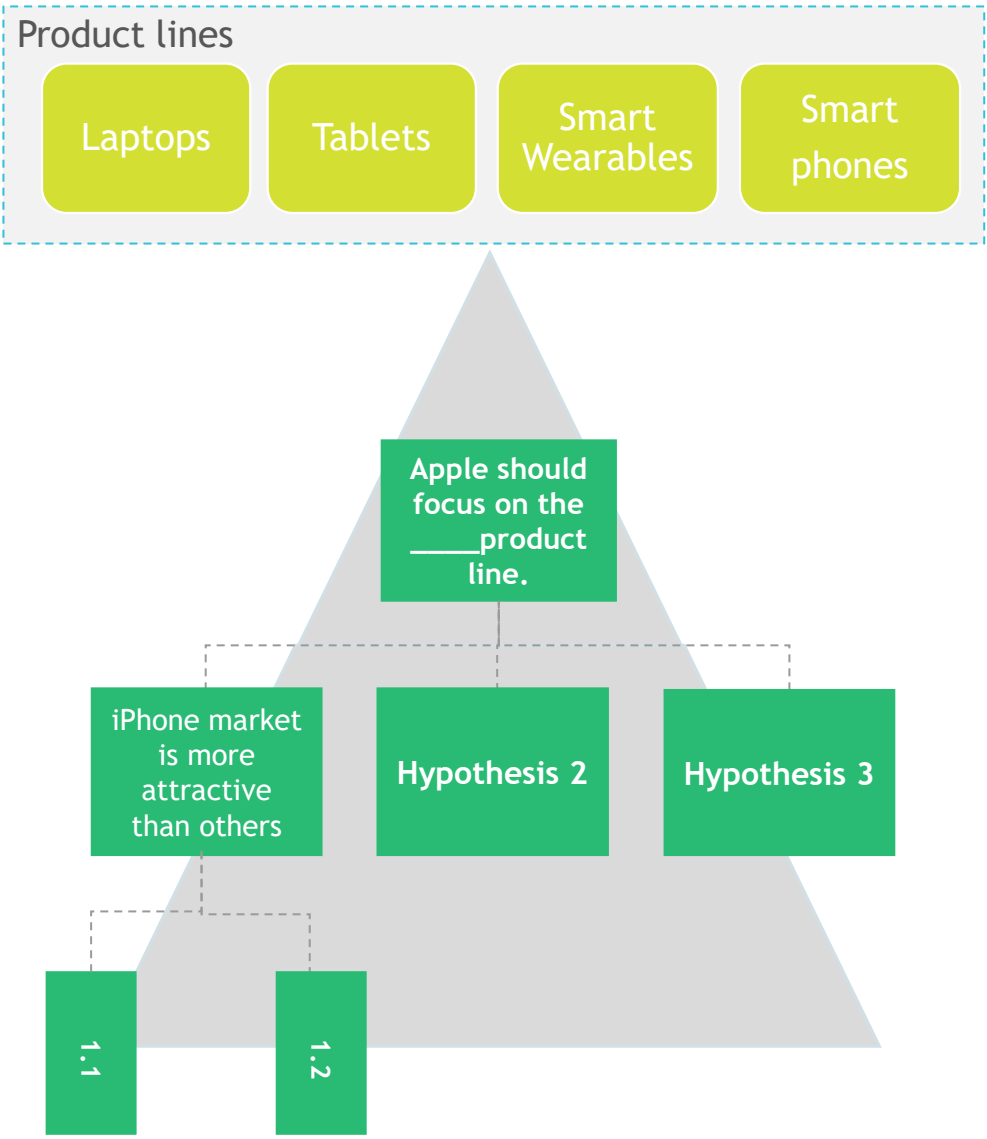 Product lines
Laptops
Tablets
Smart
Wearables
Smart
phones
Apple should
focus on the
____product
line.
iPhone market
is more
attractive
than others
Hypothesis 2
Hypothesis 3
1.1
1.2